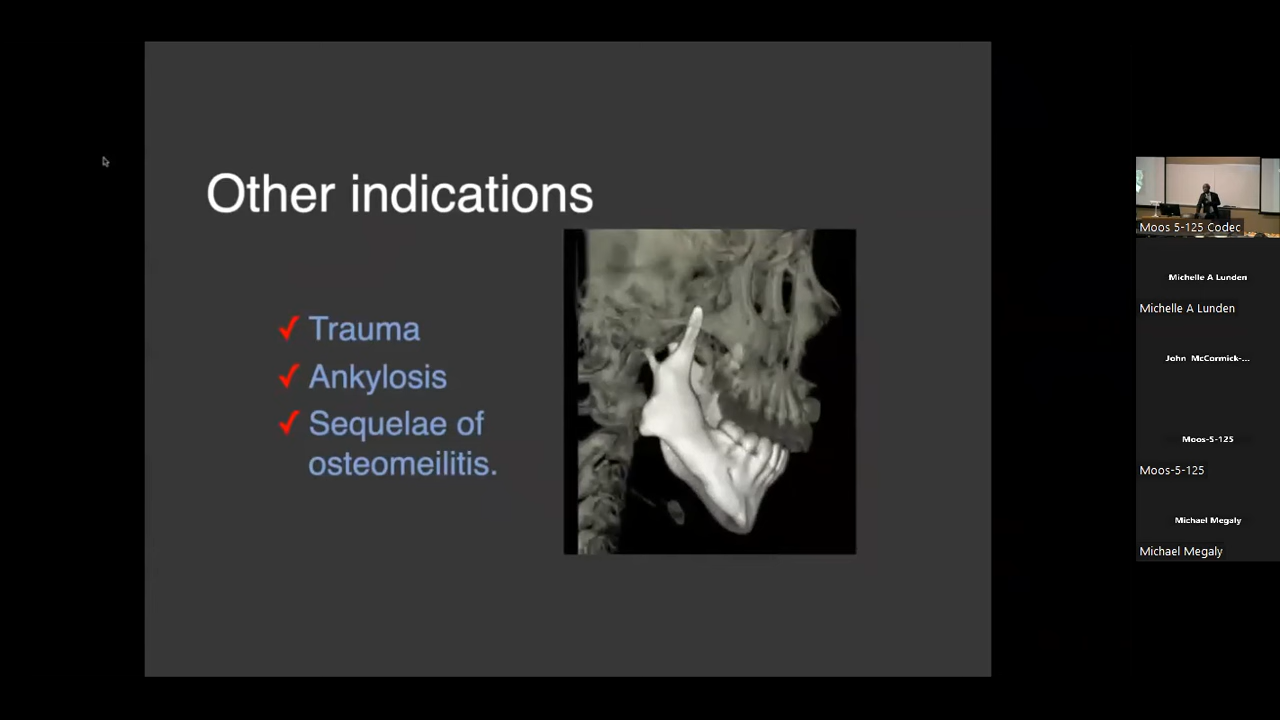 Other indications
✓ Trauma
✓ Ankylosis
✓ Sequelae of
osteomeilitis.
Moos 5-125 Codec
Michelle A Lunden
Michelle A Lunden
John McCormick-...
Moos-5-125
Moos-5-125
Michael Megaly
Michael Megaly